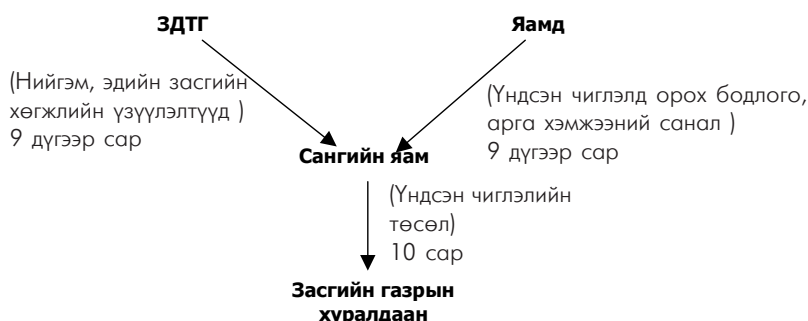 ЗДТГ
Яамд
(Нийгэм, эдийн засгийн
хөгжлийн үзүүлэлтүүд )
9 дүгээр сар
(Үндсэн чиглэлд орох бодлого,
арга хэмжээний санал )
9 дүгээр сар
Сангийн яам
(Үндсэн чиглэлийн
төсөл)
10 сар
Засгийн газрын
хуралдаан